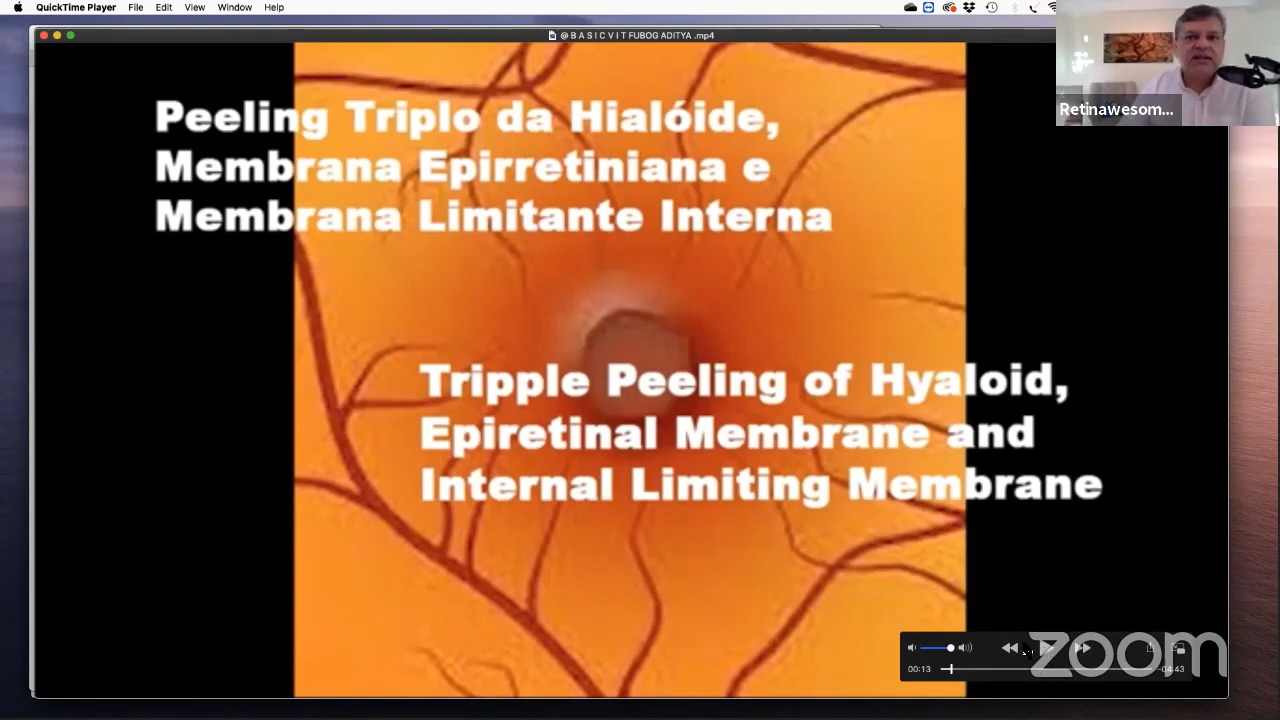 QuickTime Player File Edit View Window Help
@ B A S I C V I T FUBOG ADITYA .mp4
Retinawesom...
Peeling Triplo da Hialóide,
Membrana Epirretiniana e
Membrana Limitante Interna
Tripple Peeling of Hyaloid,
Epiretinal Membrane and
Internal Limiting Membrane
00:13
-04:43
zoom